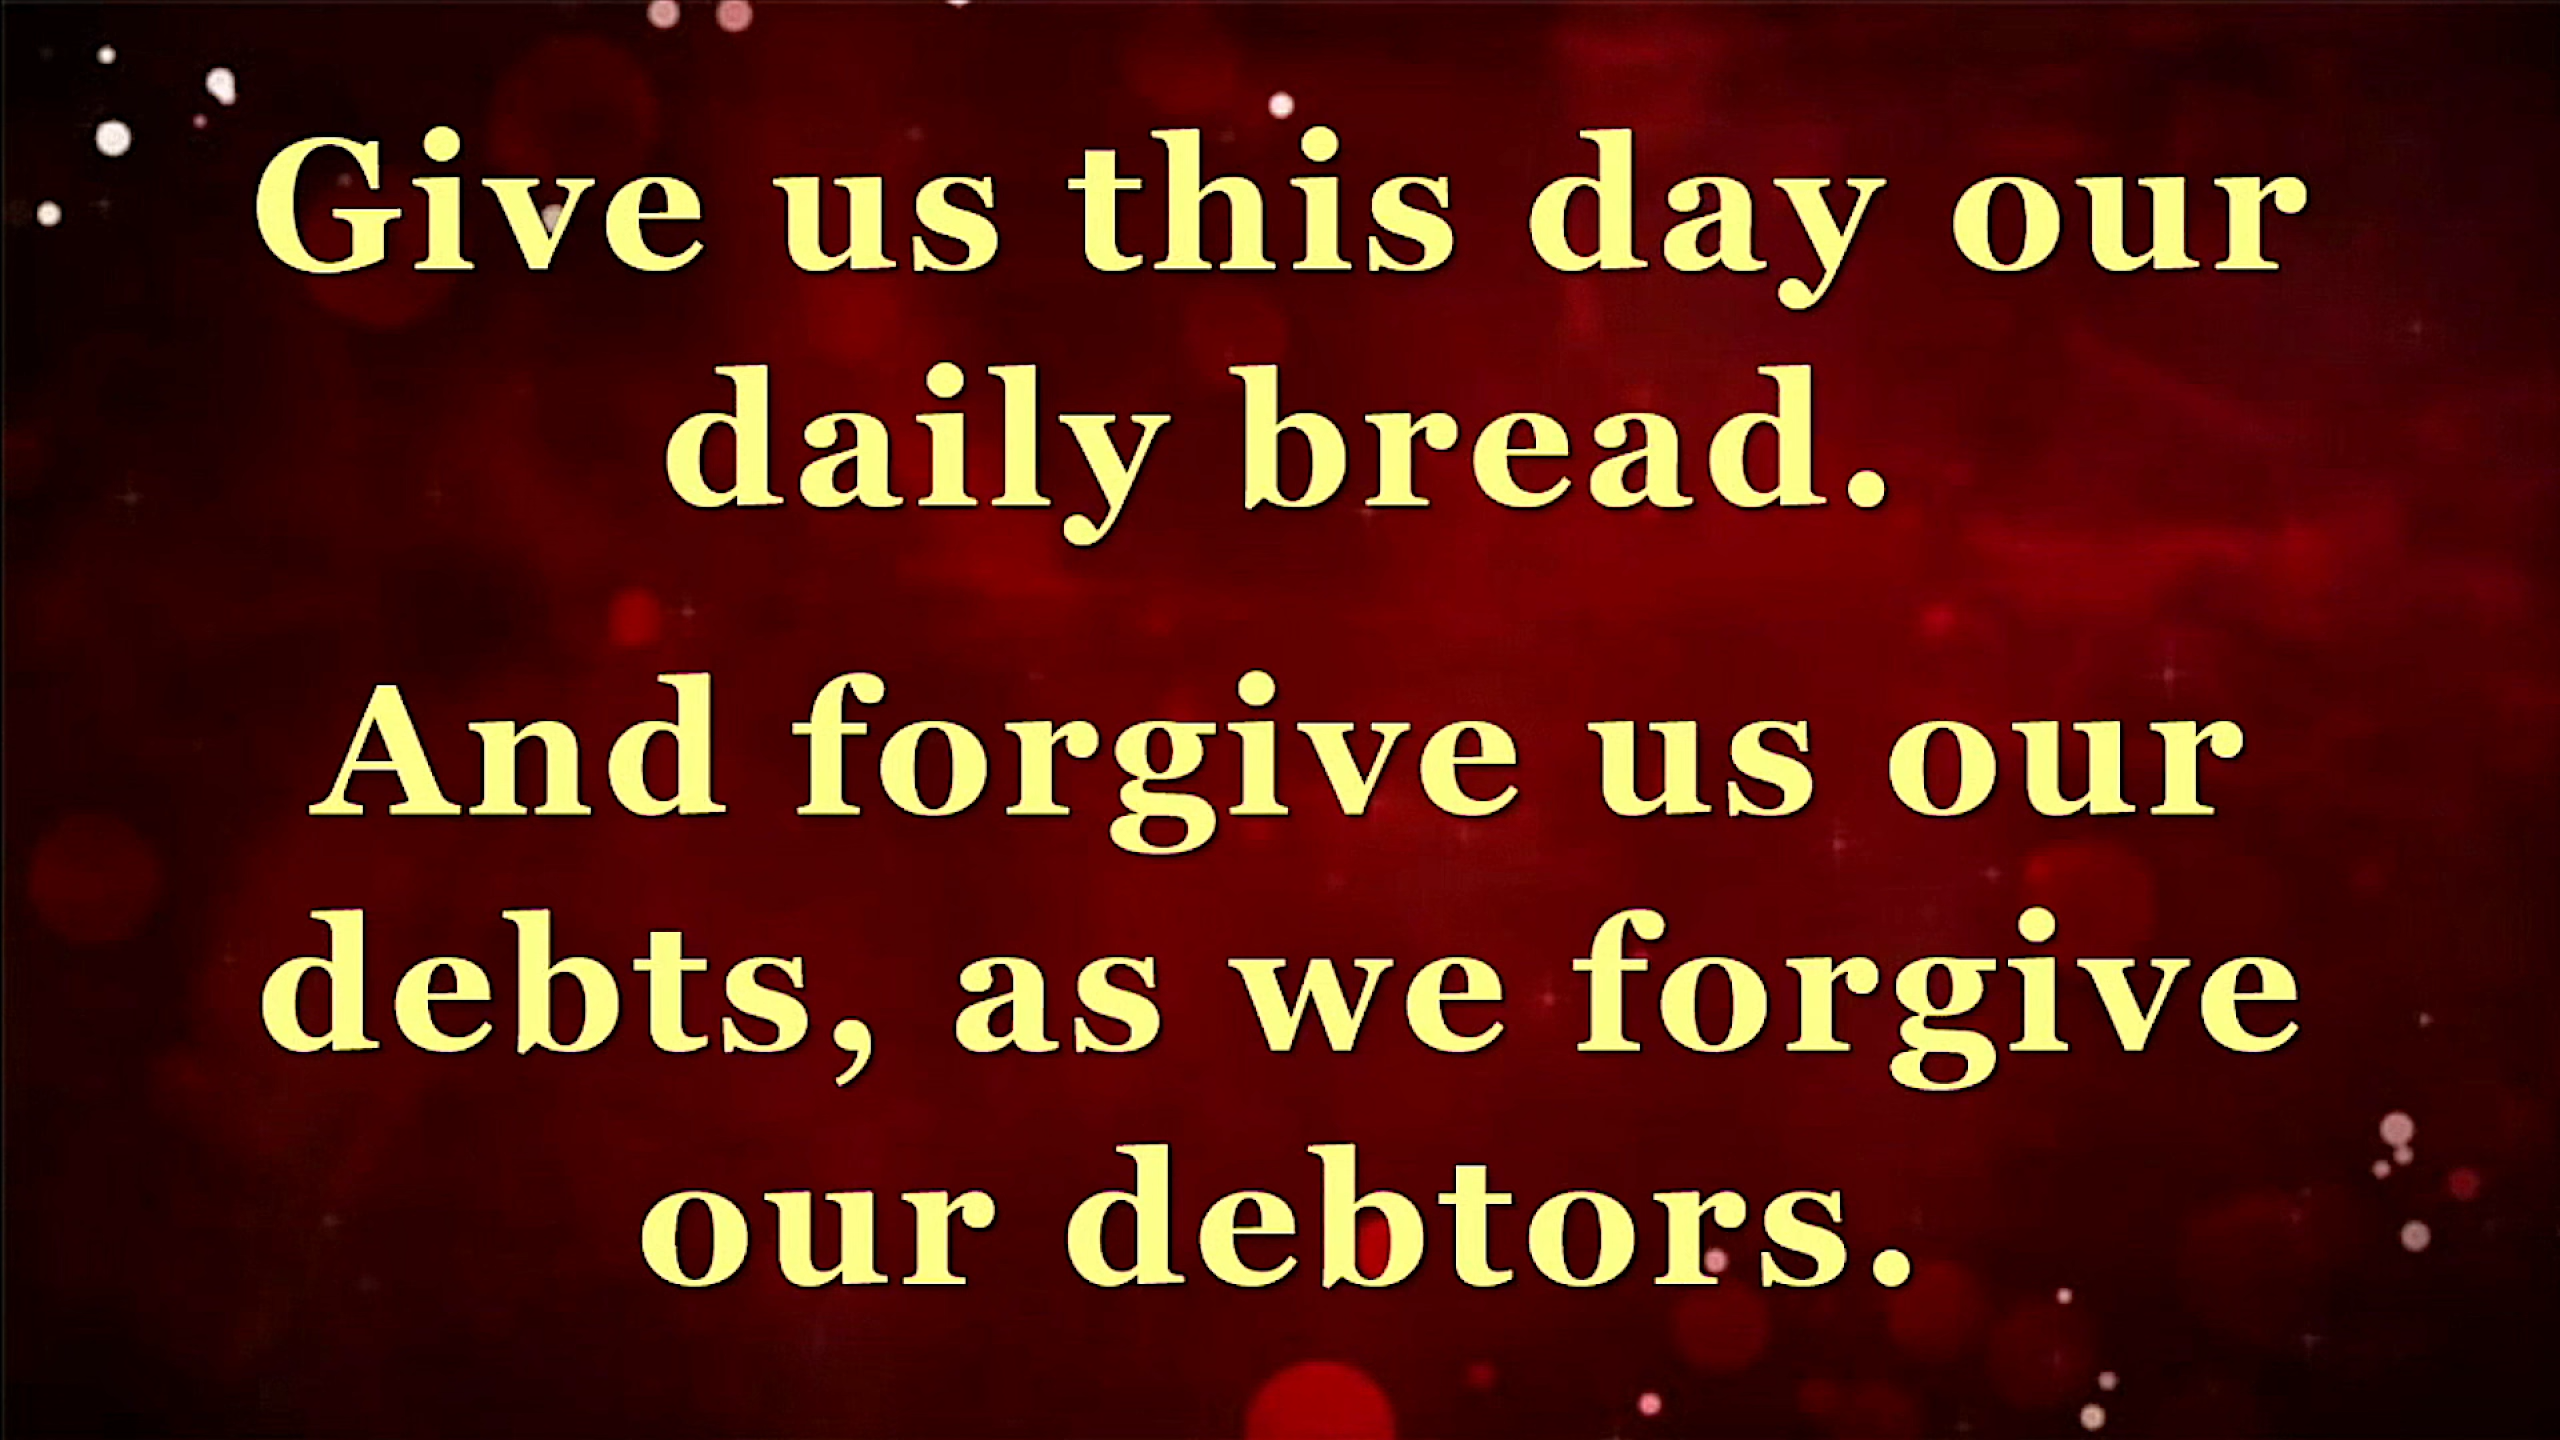 Give us this day our
daily bread.
And forgive us our
debts, as we forgive
our debtors.